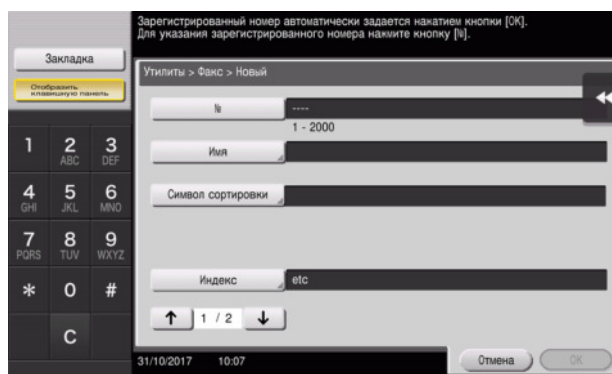 Зарегистрированный номер автоматически задается нажатием кнопки [OK].
Для указания зарегистрированного номера нажмите кнопку [№].
Закладка
Отобразить
клавишную панель
Утилиты > Факс > Новый
№
----
1 - 2000
Имя
Символ сортировки
Индекс
etc
↑ 1 / 2 ↓
1
2 ABC
3 DEF
4 GHI
5 JKL
6 MNO
7 PQRS
8 TUV
9 WXYZ
* 0 #
C
31/10/2017 10:07
Отмена
OK